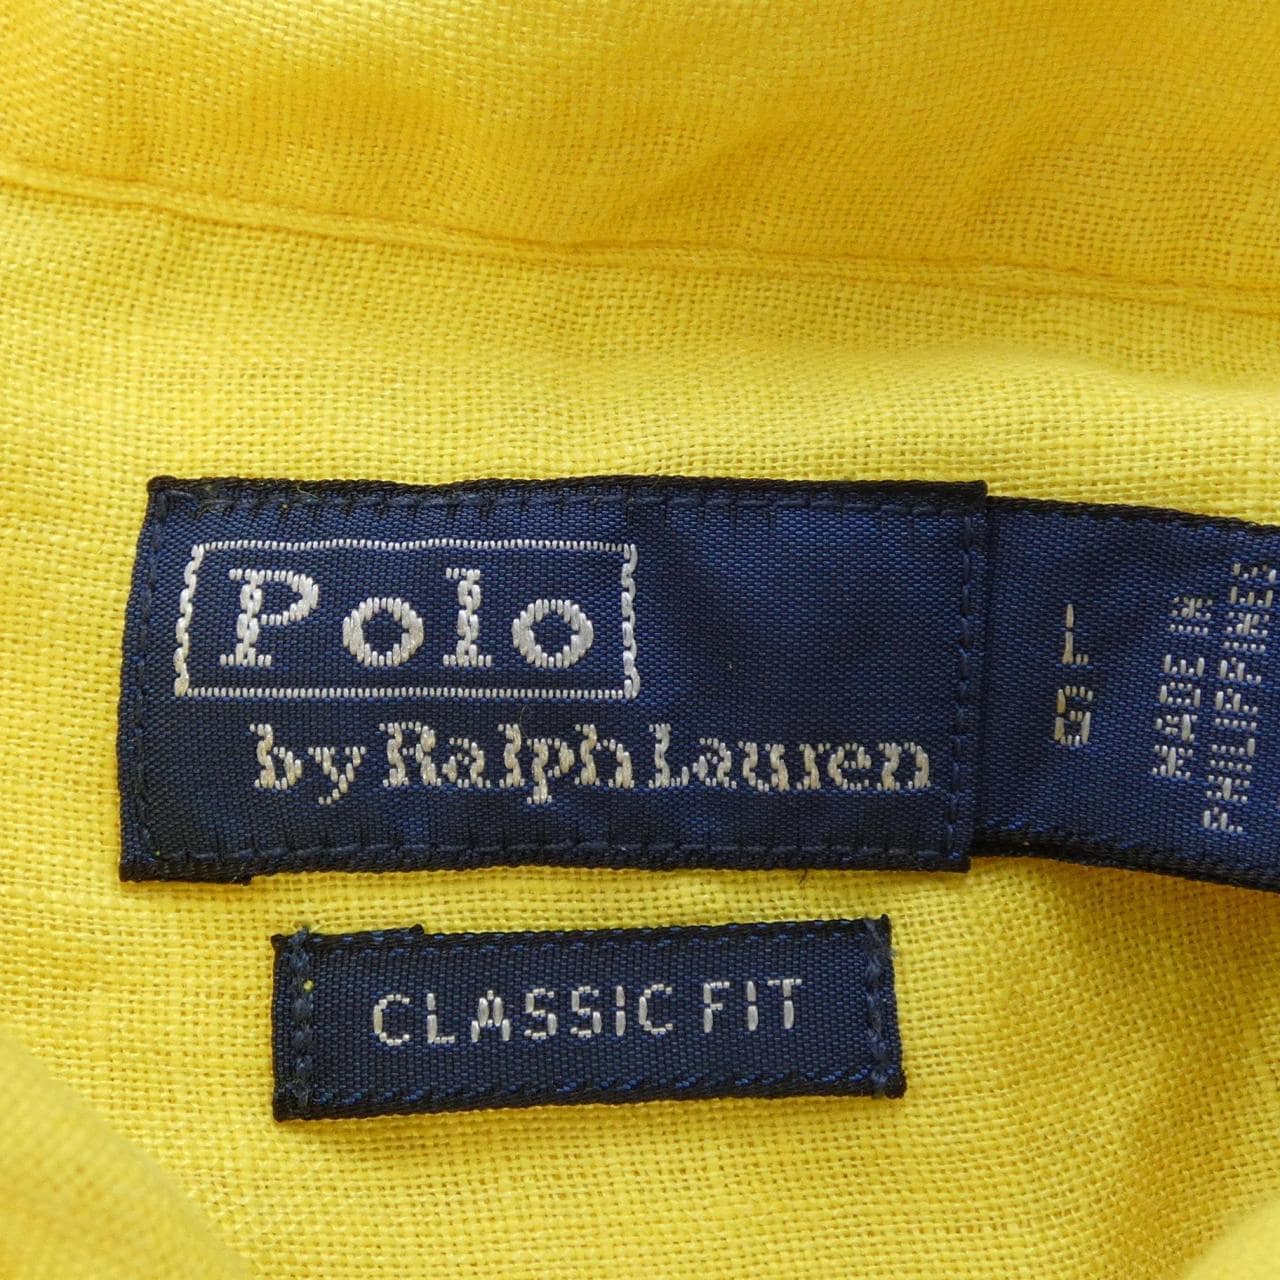 Polo
by Ralph Lauren
L
G
MADE IN
PHILIPPINES
CLASSIC FIT